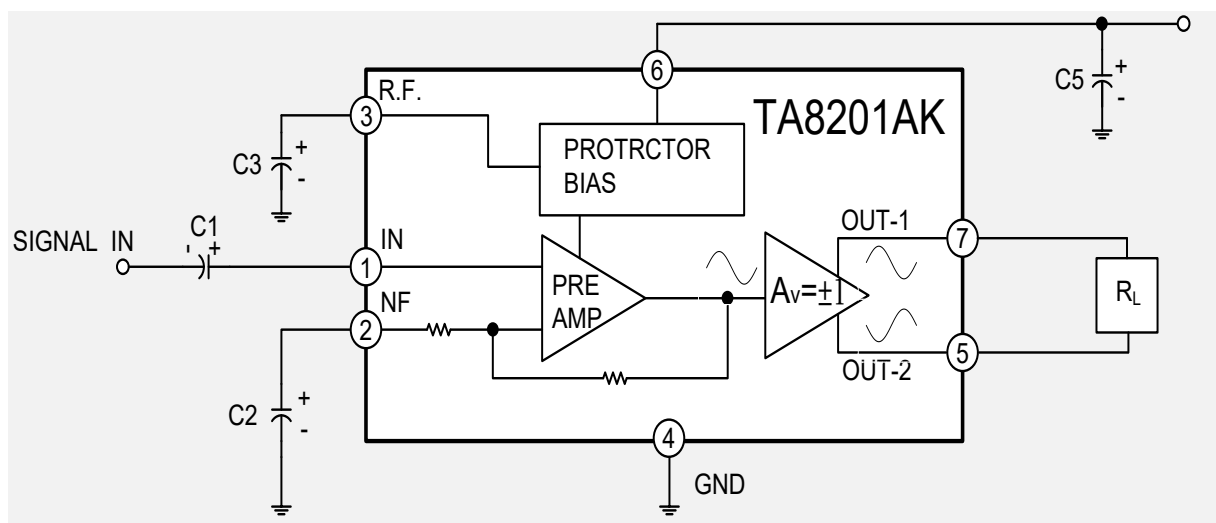 6
+
C5
-
R.F.
3
TA8201AK
PROTRCTOR
BIAS
+
C3
-
C1
OUT-1
SIGNAL IN
- +
IN
7
1
PRE
AMP
Av=±1
RL
NF
2
5
OUT-2
+
C2
-
4
GND